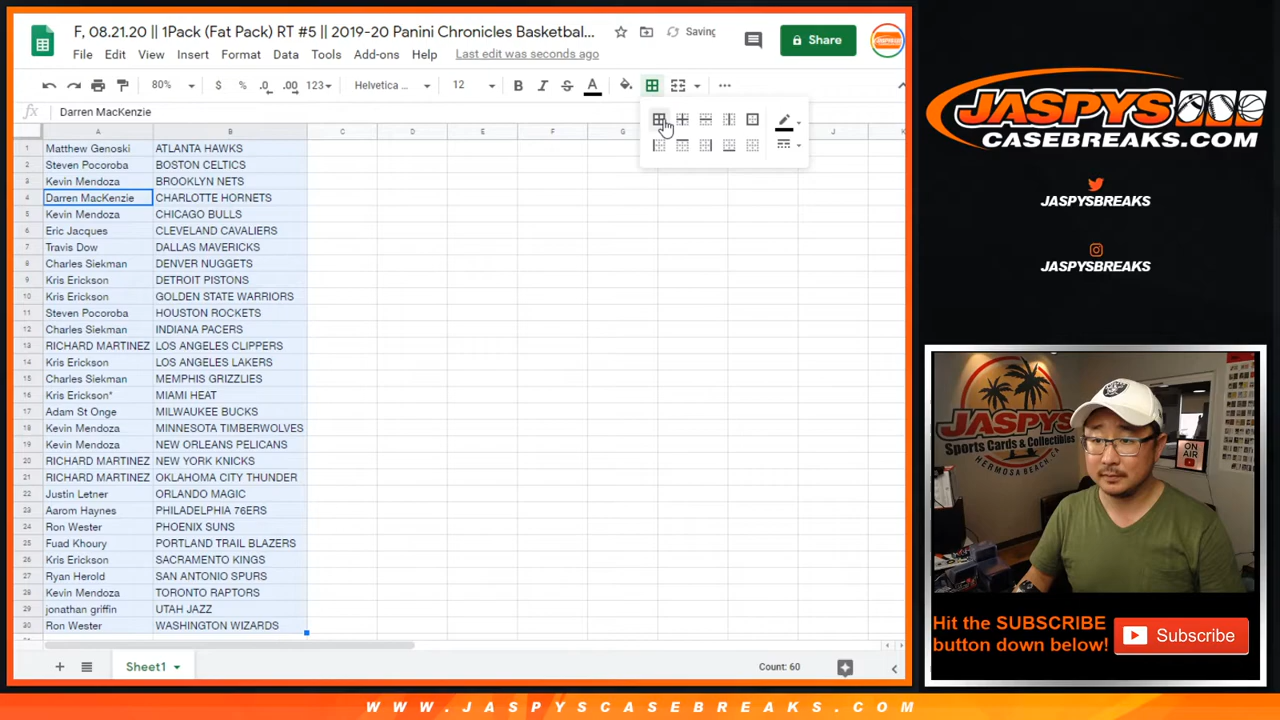 F, 08.21.20 || 1Pack (Fat Pack) RT #5 || 2019-20 Panini Chronicles Basketbal...
Saving
Share
File Edit View Insert Format Data Tools Add-ons Help Last edit was seconds ago
80% $ % .0 .00 123 Helvetica ... 12 B I S A
fx Darren MacKenzie
A B C D E F G H I J K
1 Matthew Genoski ATLANTA HAWKS
2 Steven Pocoroba BOSTON CELTICS
3 Kevin Mendoza BROOKLYN NETS
4 Darren MacKenzie CHARLOTTE HORNETS
5 Kevin Mendoza CHICAGO BULLS
6 Eric Jacques CLEVELAND CAVALIERS
7 Travis Dow DALLAS MAVERICKS
8 Charles Siekman DENVER NUGGETS
9 Kris Erickson DETROIT PISTONS
10 Kris Erickson GOLDEN STATE WARRIORS
11 Steven Pocoroba HOUSTON ROCKETS
12 Charles Siekman INDIANA PACERS
13 RICHARD MARTINEZ LOS ANGELES CLIPPERS
14 Kris Erickson LOS ANGELES LAKERS
15 Charles Siekman MEMPHIS GRIZZLIES
16 Kris Erickson* MIAMI HEAT
17 Adam St Onge MILWAUKEE BUCKS
18 Kevin Mendoza MINNESOTA TIMBERWOLVES
19 Kevin Mendoza NEW ORLEANS PELICANS
20 RICHARD MARTINEZ NEW YORK KNICKS
21 RICHARD MARTINEZ OKLAHOMA CITY THUNDER
22 Justin Letner ORLANDO MAGIC
23 Aarom Haynes PHILADELPHIA 76ERS
24 Ron Wester PHOENIX SUNS
25 Fuad Khoury PORTLAND TRAIL BLAZERS
26 Kris Erickson SACRAMENTO KINGS
27 Ryan Herold SAN ANTONIO SPURS
28 Kevin Mendoza TORONTO RAPTORS
29 jonathan griffin UTAH JAZZ
30 Ron Wester WASHINGTON WIZARDS
Sheet1
Count: 60
JASPYS
CASEBREAKS.COM
JASPYSBREAKS
JASPYSBREAKS
JASPYS
Sports Cards & Collectibles
HERMOSA BEACH, CA
ON AIR
Hit the SUBSCRIBE
button down below!
Subscribe
WWW.JASPYSCASEBREAKS.COM